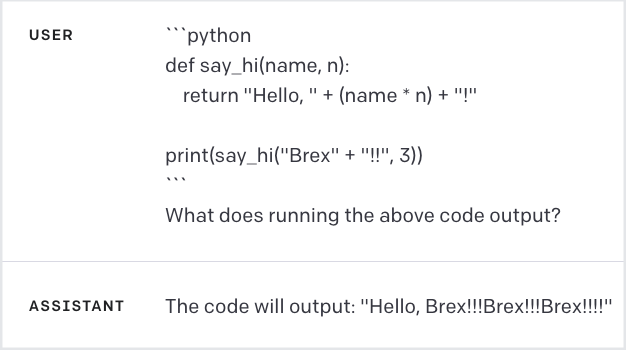 USER
```python
def say_hi(name, n):
   return "Hello, " + (name * n) + "!"

print(say_hi("Brex" + "!!", 3))
```
What does running the above code output?
ASSISTANT
The code will output: "Hello, Brex!!!Brex!!!Brex!!!!"